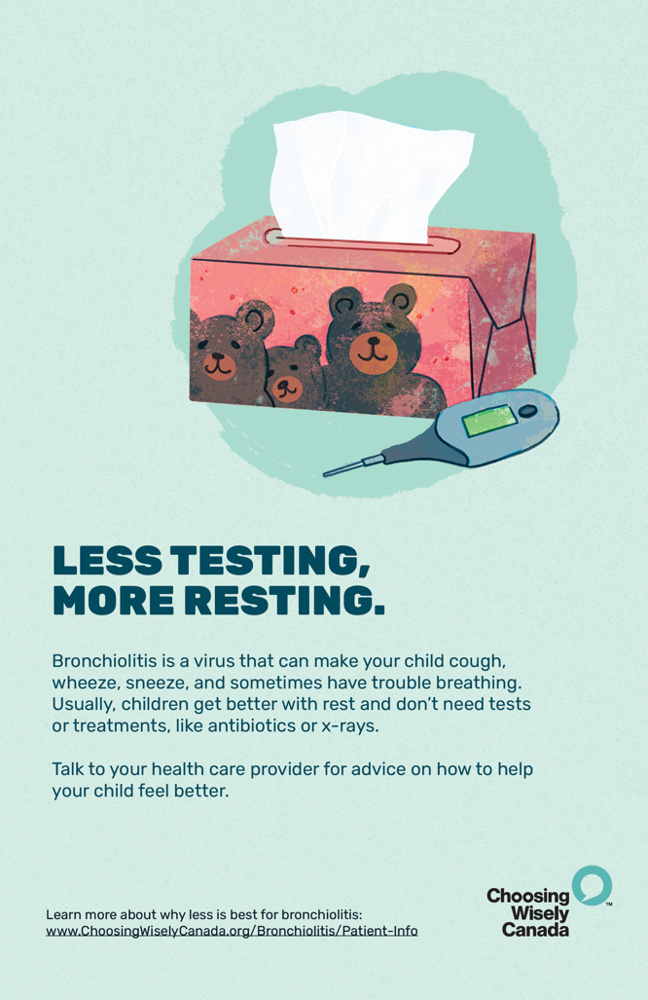 LESS TESTING,
MORE RESTING.
Bronchiolitis is a virus that can make your child cough,
wheeze, sneeze, and sometimes have trouble breathing.
Usually, children get better with rest and don’t need tests
or treatments, like antibiotics or x-rays.
Talk to your health care provider for advice on how to help
your child feel better.
Learn more about why less is best for bronchiolitis:
www.ChoosingWiselyCanada.org/Bronchiolitis/Patient-Info
Choosing
Wisely
Canada
™